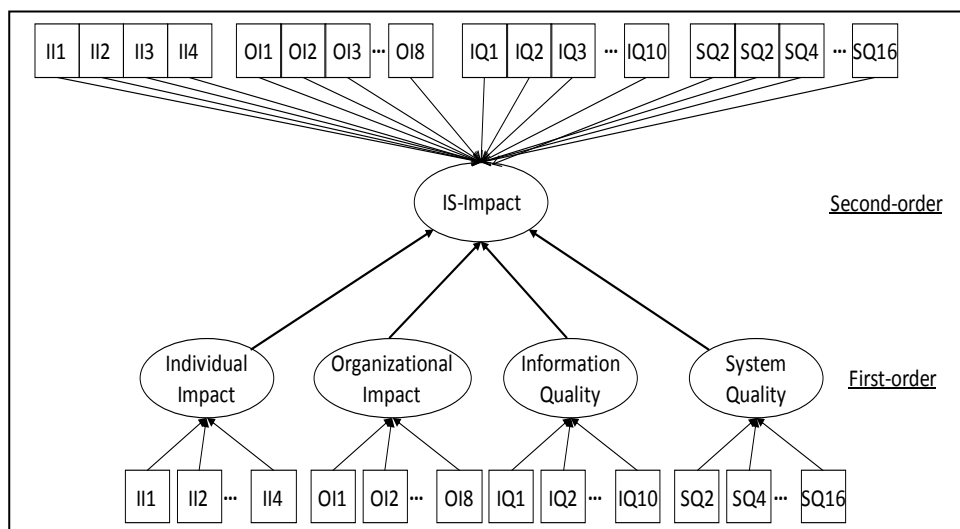 II1 II2 II3 II4 OI1 OI2 OI3 ... OI8 IQ1 IQ2 IQ3 ... IQ10 SQ2 SQ2 SQ4 ... SQ16
IS-Impact
Second-order
Individual
Impact
Organizational
Impact
Information
Quality
System
Quality
First-order
II1 II2 ... II4 OI1 OI2 ... OI8 IQ1 IQ2 ... IQ10 SQ2 SQ4 ... SQ16